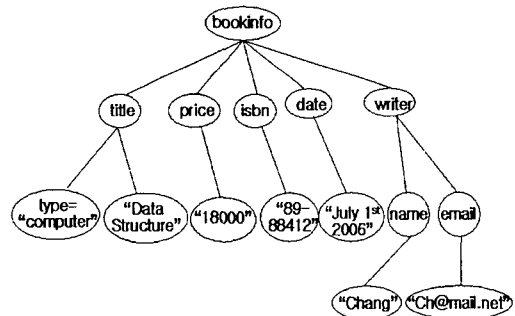 bookinfo
title
price
isbn
date
writer
type=
"computer"
"Data
Structure"
"18000"
"89-
88412"
"July 1st
2006"
name
email
"Chang"
"Ch@mail.net"